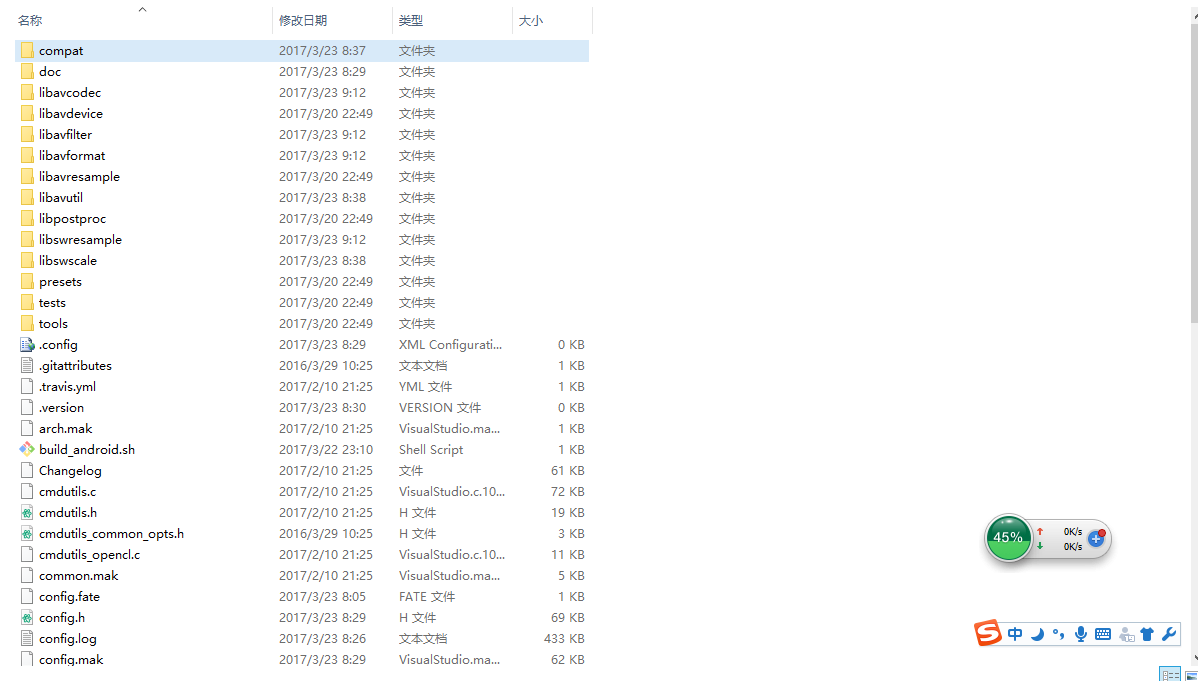 名称 修改日期 类型 大小
compat 2017/3/23 8:37 文件夹
doc 2017/3/23 8:29 文件夹
libavcodec 2017/3/23 9:12 文件夹
libavdevice 2017/3/20 22:49 文件夹
libavfilter 2017/3/23 9:12 文件夹
libavformat 2017/3/23 9:12 文件夹
libavresample 2017/3/20 22:49 文件夹
libavutil 2017/3/23 8:38 文件夹
libpostproc 2017/3/20 22:49 文件夹
libswresample 2017/3/23 9:12 文件夹
libswscale 2017/3/23 8:38 文件夹
presets 2017/3/20 22:49 文件夹
tests 2017/3/20 22:49 文件夹
tools 2017/3/20 22:49 文件夹
.config 2017/3/23 8:29 XML Configurati... 0 KB
.gitattributes 2016/3/29 10:25 文本文档 1 KB
.travis.yml 2017/2/10 21:25 YML 文件 1 KB
.version 2017/3/23 8:30 VERSION 文件 0 KB
arch.mak 2017/2/10 21:25 VisualStudio.ma... 1 KB
build_android.sh 2017/3/22 23:10 Shell Script 1 KB
Changelog 2017/2/10 21:25 文件 61 KB
cmdutils.c 2017/2/10 21:25 VisualStudio.c.10... 72 KB
cmdutils.h 2017/2/10 21:25 H 文件 19 KB
cmdutils_common_opts.h 2016/3/29 10:25 H 文件 3 KB
cmdutils_opencl.c 2017/2/10 21:25 VisualStudio.c.10... 11 KB
common.mak 2017/2/10 21:25 VisualStudio.ma... 5 KB
config.fate 2017/3/23 8:05 FATE 文件 1 KB
config.h 2017/3/23 8:29 H 文件 69 KB
config.log 2017/3/23 8:26 文本文档 433 KB
config.mak 2017/3/23 8:29 VisualStudio.ma... 62 KB
45% 0K/s
0K/s
中